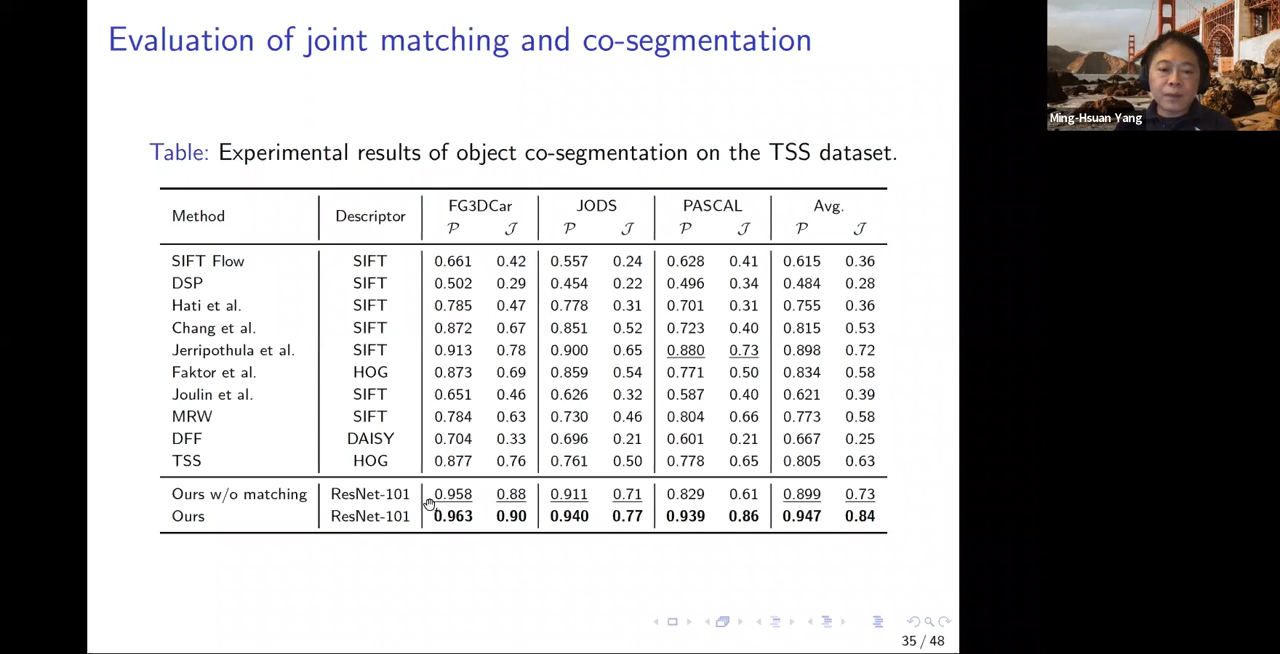 Evaluation of joint matching and co-segmentation
Ming-Hsuan Yang
Table: Experimental results of object co-segmentation on the TSS dataset.
Method Descriptor FG3DCar JODS PASCAL Avg.
𝒫 𝒥 𝒫 𝒥 𝒫 𝒥 𝒫 𝒥
SIFT Flow SIFT 0.661 0.42 0.557 0.24 0.628 0.41 0.615 0.36
DSP SIFT 0.502 0.29 0.454 0.22 0.496 0.34 0.484 0.28
Hati et al. SIFT 0.785 0.47 0.778 0.31 0.701 0.31 0.755 0.36
Chang et al. SIFT 0.872 0.67 0.851 0.52 0.723 0.40 0.815 0.53
Jerripothula et al. SIFT 0.913 0.78 0.900 0.65 0.880 0.73 0.898 0.72
Faktor et al. HOG 0.873 0.69 0.859 0.54 0.771 0.50 0.834 0.58
Joulin et al. SIFT 0.651 0.46 0.626 0.32 0.587 0.40 0.621 0.39
MRW SIFT 0.784 0.63 0.730 0.46 0.804 0.66 0.773 0.58
DFF DAISY 0.704 0.33 0.696 0.21 0.601 0.21 0.667 0.25
TSS HOG 0.877 0.76 0.761 0.50 0.778 0.65 0.805 0.63
Ours w/o matching ResNet-101 0.958 0.88 0.911 0.71 0.829 0.61 0.899 0.73
Ours ResNet-101 0.963 0.90 0.940 0.77 0.939 0.86 0.947 0.84
35 / 48